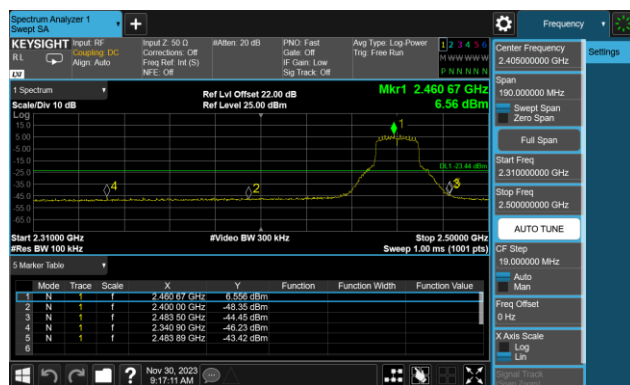 Spectrum Analyzer 1
Swept SA
Frequency
KEYSIGHT
RL
LXI
Input: RF
Coupling: DC
Align: Auto
Input Z: 50 Ω
Corrections: Off
Freq Ref: Int (S)
NFE: Off
#Atten: 20 dB
PNO: Fast
Gate: Off
IF Gain: Low
Sig Track: Off
Avg Type: Log-Power
Trig: Free Run
1 2 3 4 5 6
M W W W W W
P N N N N N
1 Spectrum
Scale/Div 10 dB
Ref Lvl Offset 22.00 dB
Ref Level 25.00 dBm
Mkr1 2.460 67 GHz
6.56 dBm
Log
15.0
5.00
-5.00
-15.0
-25.0
-35.0
-45.0
-55.0
-65.0
1
DL1 -23.44 dBm
4
2
Start 2.31000 GHz
#Res BW 100 kHz
#Video BW 300 kHz
Stop 2.50000 GHz
Sweep 1.00 ms (1001 pts)
5 Marker Table
Mode Trace Scale X Y Function Function Width Function Value
1 N 1 f 2.460 67 GHz 6.556 dBm
2 N 1 f 2.400 00 GHz -48.35 dBm
3 N 1 f 2.483 50 GHz -44.45 dBm
4 N 1 f 2.340 90 GHz -46.23 dBm
5 N 1 f 2.483 89 GHz -43.42 dBm
6
Nov 30, 2023
9:17:11 AM
Center Frequency
2.405000000 GHz
Span
190.000000 MHz
Swept Span
Zero Span
Full Span
Start Freq
2.310000000 GHz
Stop Freq
2.500000000 GHz
AUTO TUNE
CF Step
19.000000 MHz
Auto
Man
Freq Offset
0 Hz
X Axis Scale
Log
Lin
Signal Track
Settings